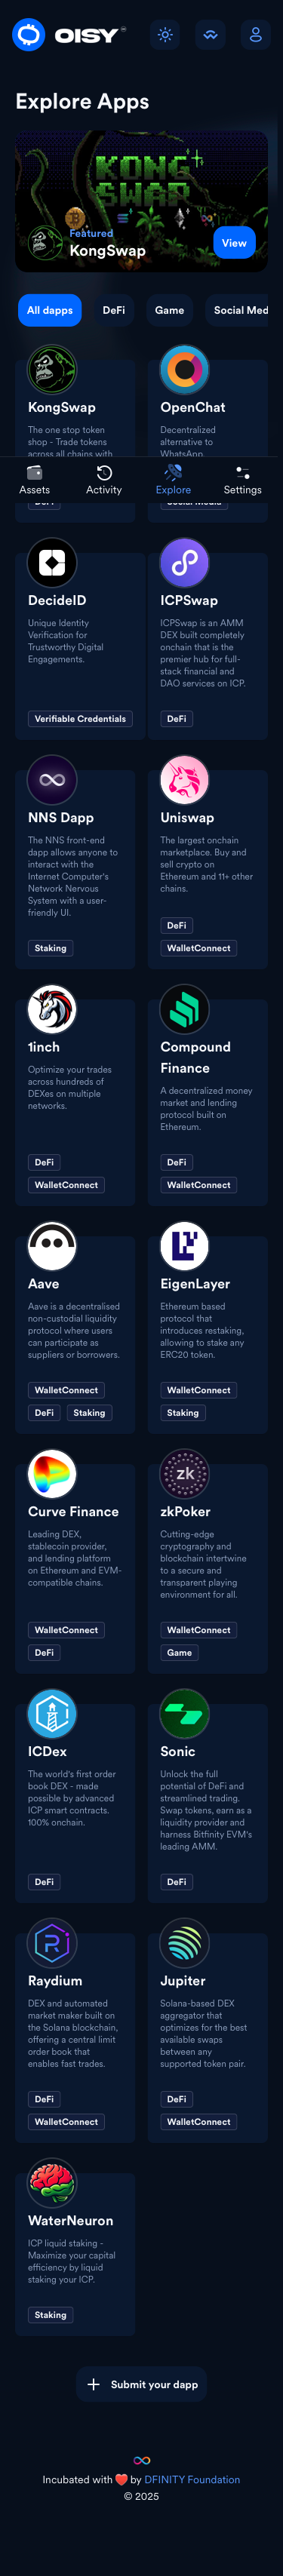 OISY
Explore Apps
KONG
SWAP
Featured
KongSwap
View
All dapps
DeFi
Game
Social Med
KongSwap
The one stop token
shop - Trade tokens
across all chains with
OpenChat
Decentralized
alternative to
WhatsApp
Assets
Activity
Explore
Settings
DeFi
Social Media
DecideID
Unique Identity
Verification for
Trustworthy Digital
Engagements.
Verifiable Credentials
ICPSwap
ICPSwap is an AMM
DEX built completely
onchain that is the
premier hub for full-
stack financial and
DAO services on ICP.
DeFi
NNS Dapp
The NNS front-end
dapp allows anyone to
interact with the
Internet Computer's
Network Nervous
System with a user-
friendly UI.
Staking
Uniswap
The largest onchain
marketplace. Buy and
sell crypto on
Ethereum and 11+ other
chains.
DeFi
WalletConnect
1inch
Optimize your trades
across hundreds of
DEXes on multiple
networks.
DeFi
WalletConnect
Compound
Finance
A decentralized money
market and lending
protocol built on
Ethereum.
DeFi
WalletConnect
Aave
Aave is a decentralised
non-custodial liquidity
protocol where users
can participate as
suppliers or borrowers.
WalletConnect
DeFi
Staking
EigenLayer
Ethereum based
protocol that
introduces restaking,
allowing to stake any
ERC20 token.
WalletConnect
Staking
Curve Finance
Leading DEX,
stablecoin provider,
and lending platform
on Ethereum and EVM-
compatible chains.
WalletConnect
DeFi
zk
zkPoker
Cutting-edge
cryptography and
blockchain intertwine
to a secure and
transparent playing
environment for all.
WalletConnect
Game
ICDex
The world's first order
book DEX - made
possible by advanced
ICP smart contracts.
100% onchain.
DeFi
Sonic
Unlock the full
potential of DeFi and
streamlined trading.
Swap tokens, earn as a
liquidity provider and
harness Bitfinity EVM's
leading AMM.
DeFi
Raydium
DEX and automated
market maker built on
the Solana blockchain,
offering a central limit
order book that
enables fast trades.
DeFi
WalletConnect
Jupiter
Solana-based DEX
aggregator that
optimizes for the best
available swaps
between any
supported token pair.
DeFi
WalletConnect
WaterNeuron
ICP liquid staking -
Maximize your capital
efficiency by liquid
staking your ICP.
Staking
Submit your dapp
Incubated with ❤️ by DFINITY Foundation
© 2025